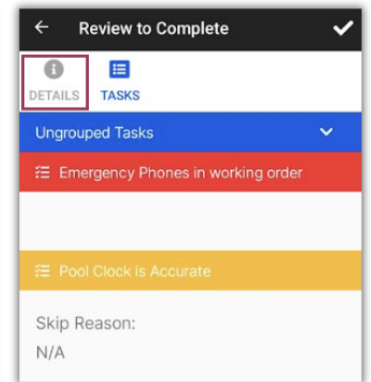 Review to Complete
DETAILS TASKS
Ungrouped Tasks
Emergency Phones in working order
Pool Clock is Accurate
Skip Reason:
N/A